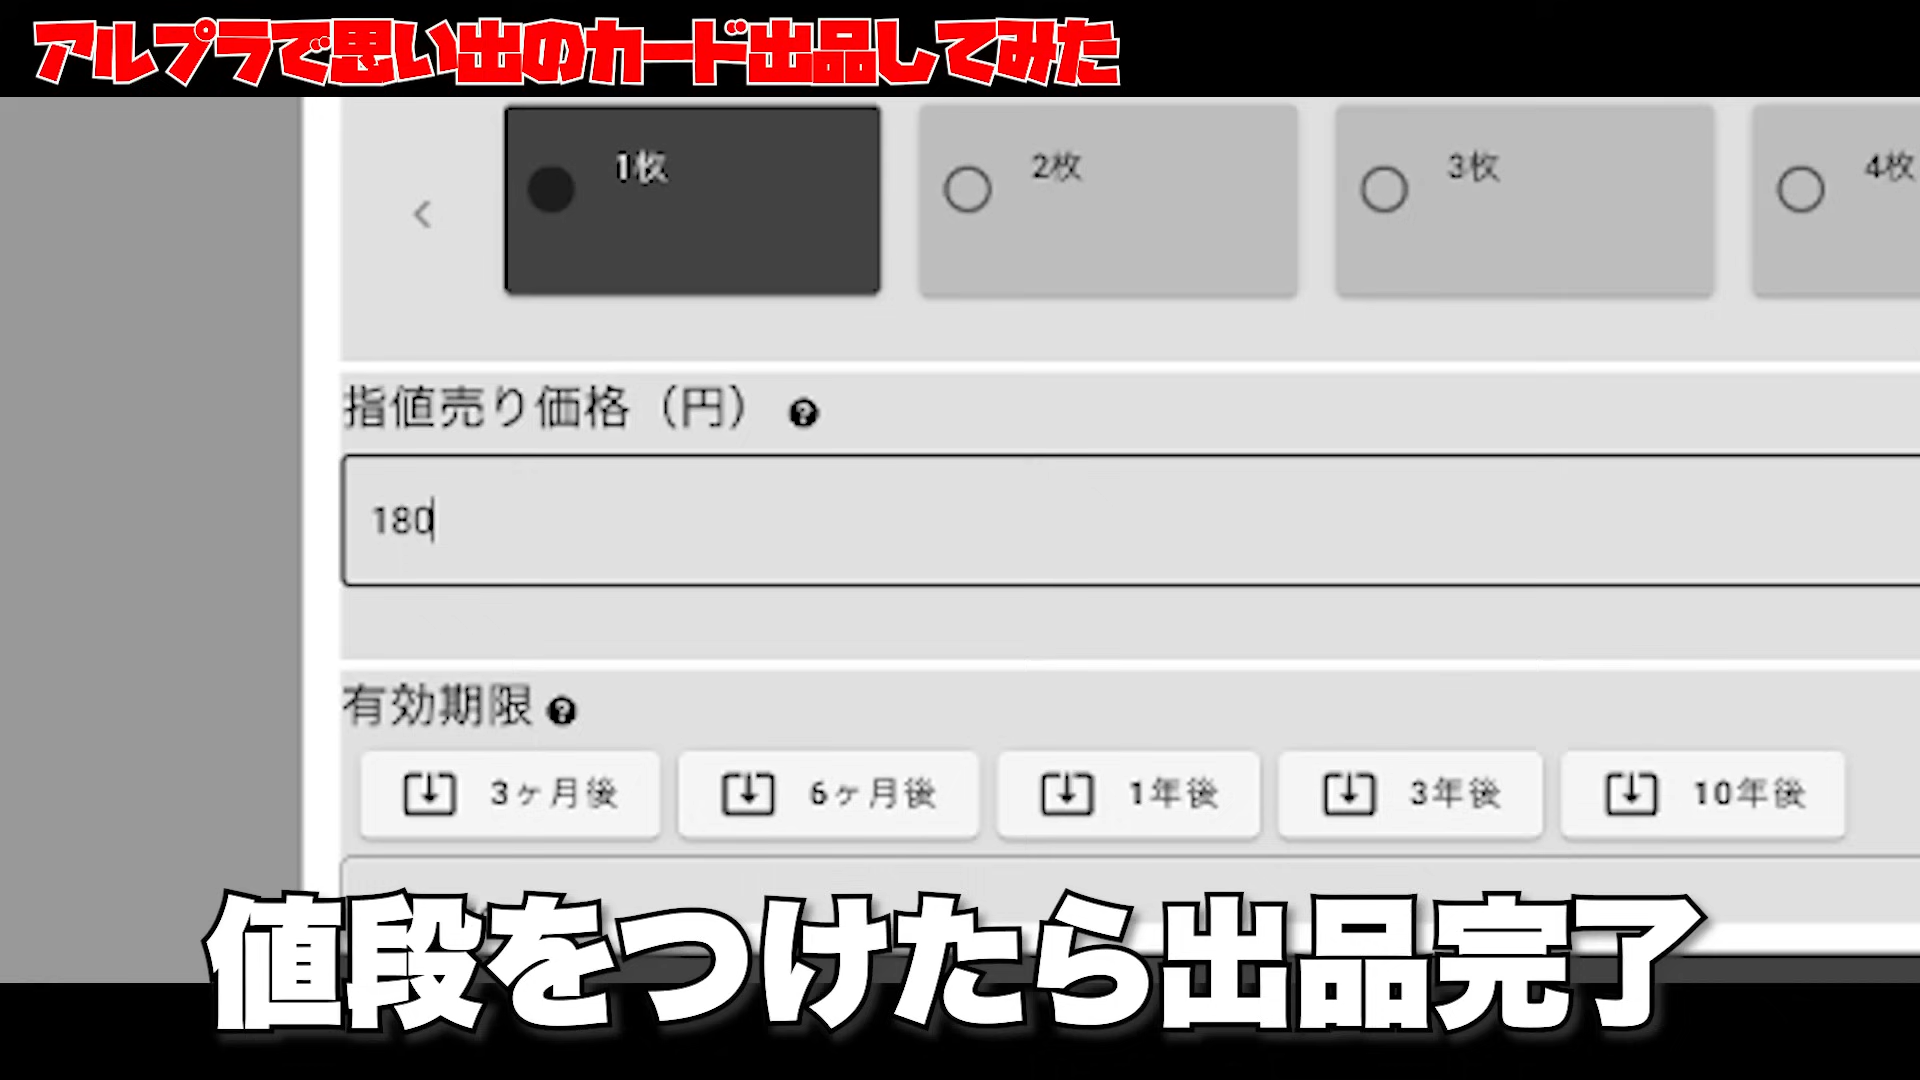 アルプラで思い出のカード出品してみた
1枚 2枚 3枚 4枚
指値売り価格（円）
180
有効期限
3ヶ月後 6ヶ月後 1年後 3年後 10年後
値段をつけたら出品完了